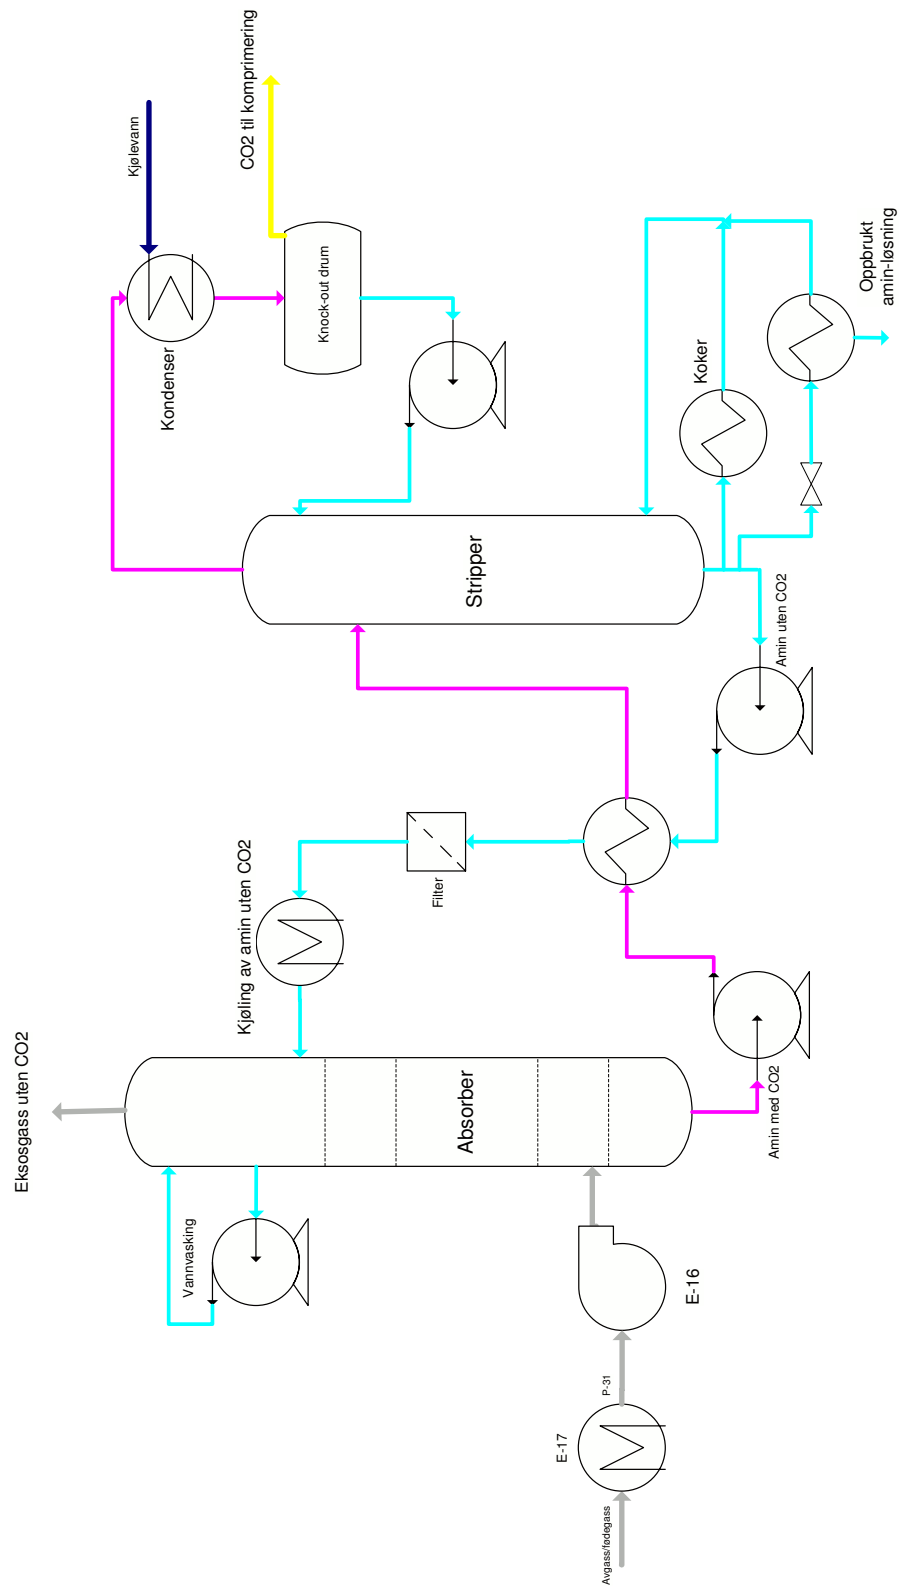 Eksosgass uten CO2
Vannvasking
Absorber
Kjøling av amin uten CO2
Filter
Avgass/fødegass
E-17
P-31
E-16
Amin med CO2
Amin uten CO2
Stripper
Kondenser
Kjølevann
CO2 til komprimering
Knock-out drum
Koker
Oppbrukt
amin-løsning